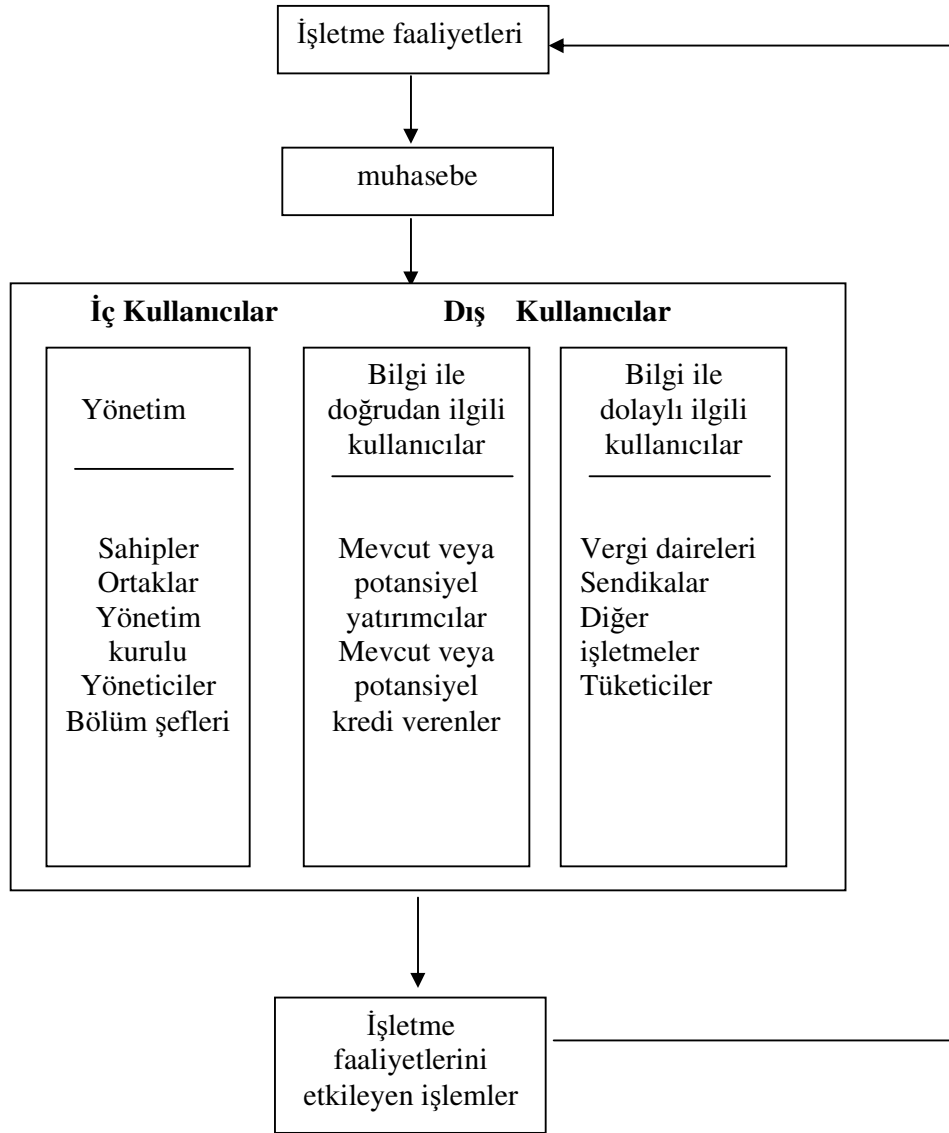 İşletme faaliyetleri
muhasebe
İç Kullanıcılar
Dış Kullanıcılar
Yönetim
Sahipler
Ortaklar
Yönetim
kurulu
Yöneticiler
Bölüm şefleri
Bilgi ile
doğrudan ilgili
kullanıcılar
Mevcut veya
potansiyel
yatırımcılar
Mevcut veya
potansiyel
kredi verenler
Bilgi ile
dolaylı ilgili
kullanıcılar
Vergi daireleri
Sendikalar
Diğer
işletmeler
Tüketiciler
İşletme
faaliyetlerini
etkileyen işlemler